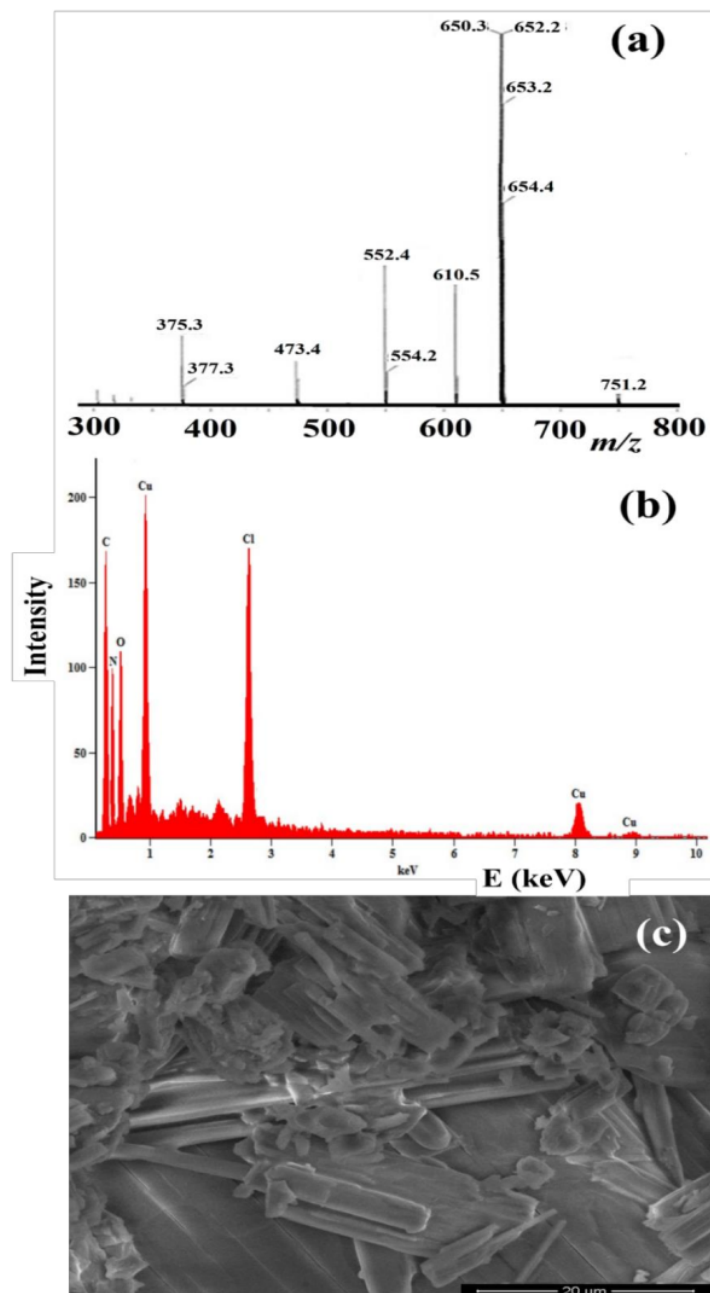 650.3 652.2 (a)
653.2
654.4
552.4
610.5
375.3
473.4
377.3
554.2
751.2
300 400 500 600 700 800
m/z
(b)
200 Cu
C Cl
150
O
N
100
50
Cu
Cu
0
1 2 3 4 5 6 7 8 9 10
keV
E (keV)
Intensity
(c)
20 µm